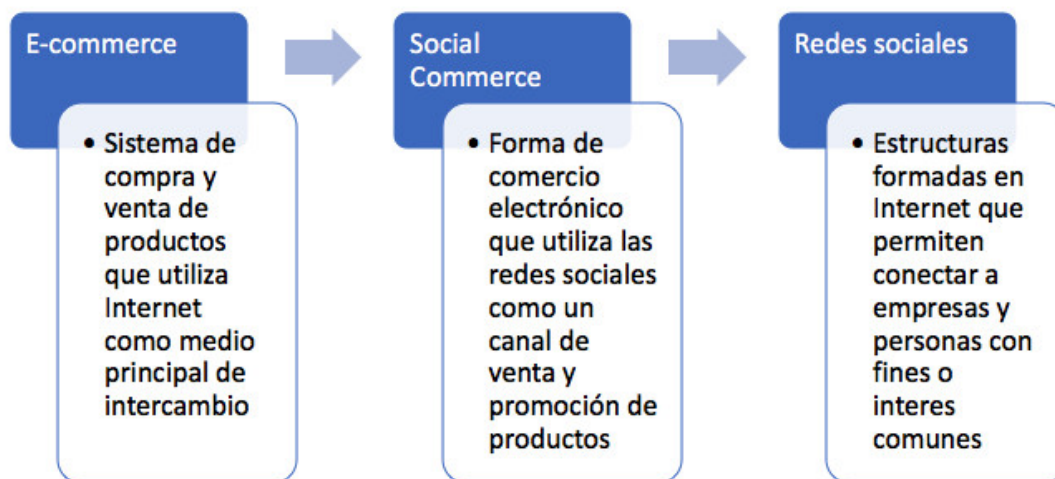 E-commerce
• Sistema de
compra y
venta de
productos
que utiliza
Internet
como medio
principal de
intercambio
Social
Commerce
• Forma de
comercio
electrónico
que utiliza las
redes sociales
como un
canal de
venta y
promoción de
productos
Redes sociales
• Estructuras
formadas en
Internet que
permiten
conectar a
empresas y
personas con
fines o
interes
comunes